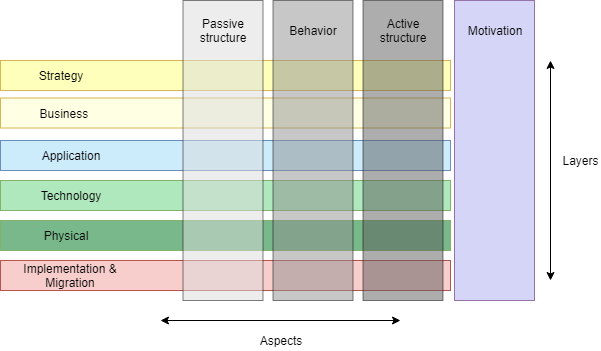 Passive
structure
Behavior
Active
structure
Motivation
Strategy
Business
Application
Technology
Physical
Implementation &
Migration
Layers
Aspects